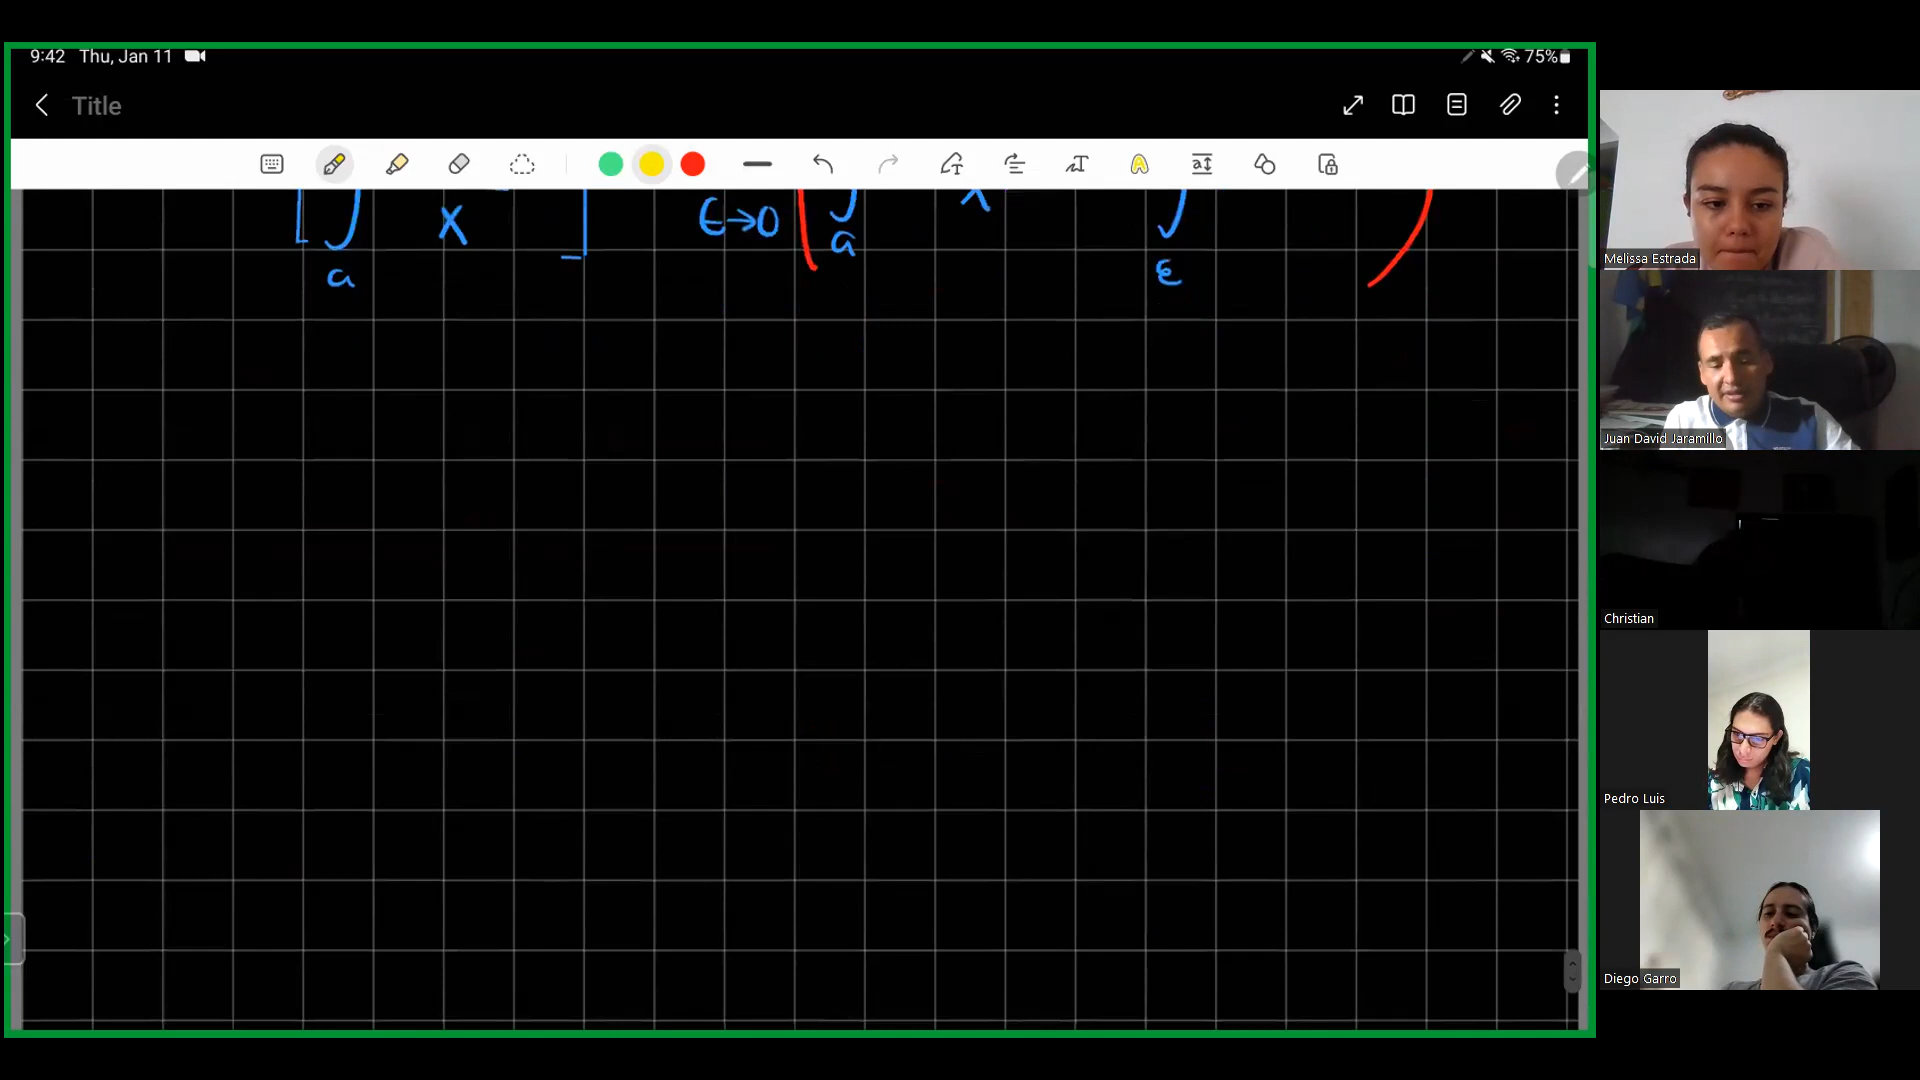 9:42 Thu, Jan 11 75%
Title
A a
x ε→0 a x
a ε
Melissa Estrada
Juan David Jaramillo
Christian
Pedro Luis
Diego Garro